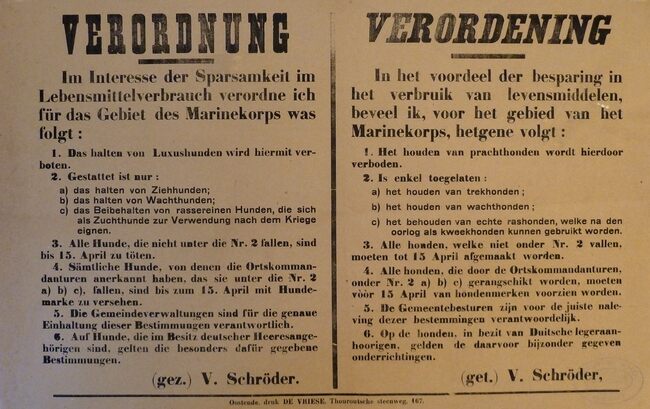 VERORDNUNG
Im Interesse der Sparsamkeit im
Lebensmittelverbrauch verordne ich
für das Gebiet des Marinekorps was
folgt :
1. Das halten von Luxushunden wird hiermit ver-
boten.
2. Gestattet ist nur :
a) das halten von Ziehhunden;
b) das halten von Wachthunden;
c) das Beibehalten von rassereinen Hunden, die sich
als Zuchthunde zur Verwendung nach dem Kriege
eignen.
3. Alle Hunde, die nicht unter die Nr. 2 fallen, sind
bis 15. April zu töten.
4. Sämtliche Hunde, von denen die Ortskomman-
danturen anerkannt haben, das sie unter die Nr. 2
a) b) c), fallen, sind bis zum 15. April mit Hunde-
marke zu versehen.
5. Die Gemeindeverwaltungen sind für die genaue
Einhaltung dieser Bestimmungen verantwortlich.
6. Auf Hunde, die im Besitz deutscher Heeresange-
hörigen sind, gelten die besonders dafür gegebene
Bestimmungen.
(gez.) V. Schröder.
VERORDENING
In het voordeel der besparing in
het verbruik van levensmiddelen,
beveel ik, voor het gebied van het
Marinekorps, hetgene volgt :
1. Het houden van prachthonden wordt hierdoor
verboden.
2. Is enkel toegelaten :
a) het houden van trekhonden ;
b) het houden van wachthonden ;
c) het behouden van echte rashonden, welke na den
oorlog als kweekhonden kunnen gebruikt worden.
3. Alle honden, welke niet onder Nr. 2 vallen,
moeten tot 15 April afgemaakt worden.
4. Alle honden, die door de Ortskommandanturen,
onder Nr. 2 a) b) c) gerangschikt worden, moeten
vòòr 15 April van hondenmerken voorzien worden.
5. De Gemeentebesturen zijn voor de juiste nale-
ving dezer bestemmingen verantwoordelijk.
6. Op de honden, in bezit van Duitsche legeraan-
hoorigen, gelden de daarvoor bijzonder gegeven
onderrichtingen.
(get.) V. Schröder,
Oostende, druk DE VRIESE, Thouroutsche steenweg, 167.